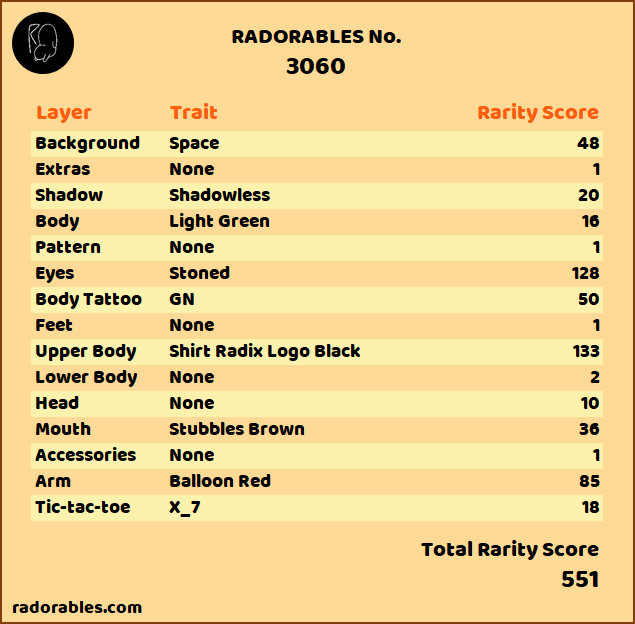 RADORABLES No.
3060
Layer Trait Rarity Score
Background Space 48
Extras None 1
Shadow Shadowless 20
Body Light Green 16
Pattern None 1
Eyes Stoned 128
Body Tattoo GN 50
Feet None 1
Upper Body Shirt Radix Logo Black 133
Lower Body None 2
Head None 10
Mouth Stubbles Brown 36
Accessories None 1
Arm Balloon Red 85
Tic-tac-toe X_7 18
Total Rarity Score
551
radorables.com